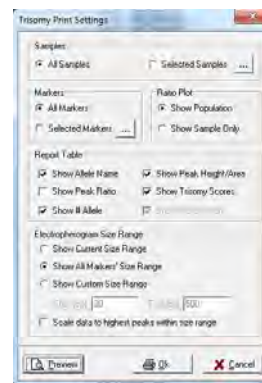 Trisomy Print Settings
Samples
All Samples
Selected Samples ...
Markers
All Markers
Selected Markers ...
Ratio Plot
Show Population
Show Sample Only
Report Table
Show Allele Name
Show Peak Height/Area
Show Peak Ratio
Show Trisomy Scores
Show # Allele
Electropherogram Size Range
Show Current Size Range
Show All Markers' Size Range
Show Custom Size Range
500
Scale data to highest peaks within size range
Preview
Ok
Cancel